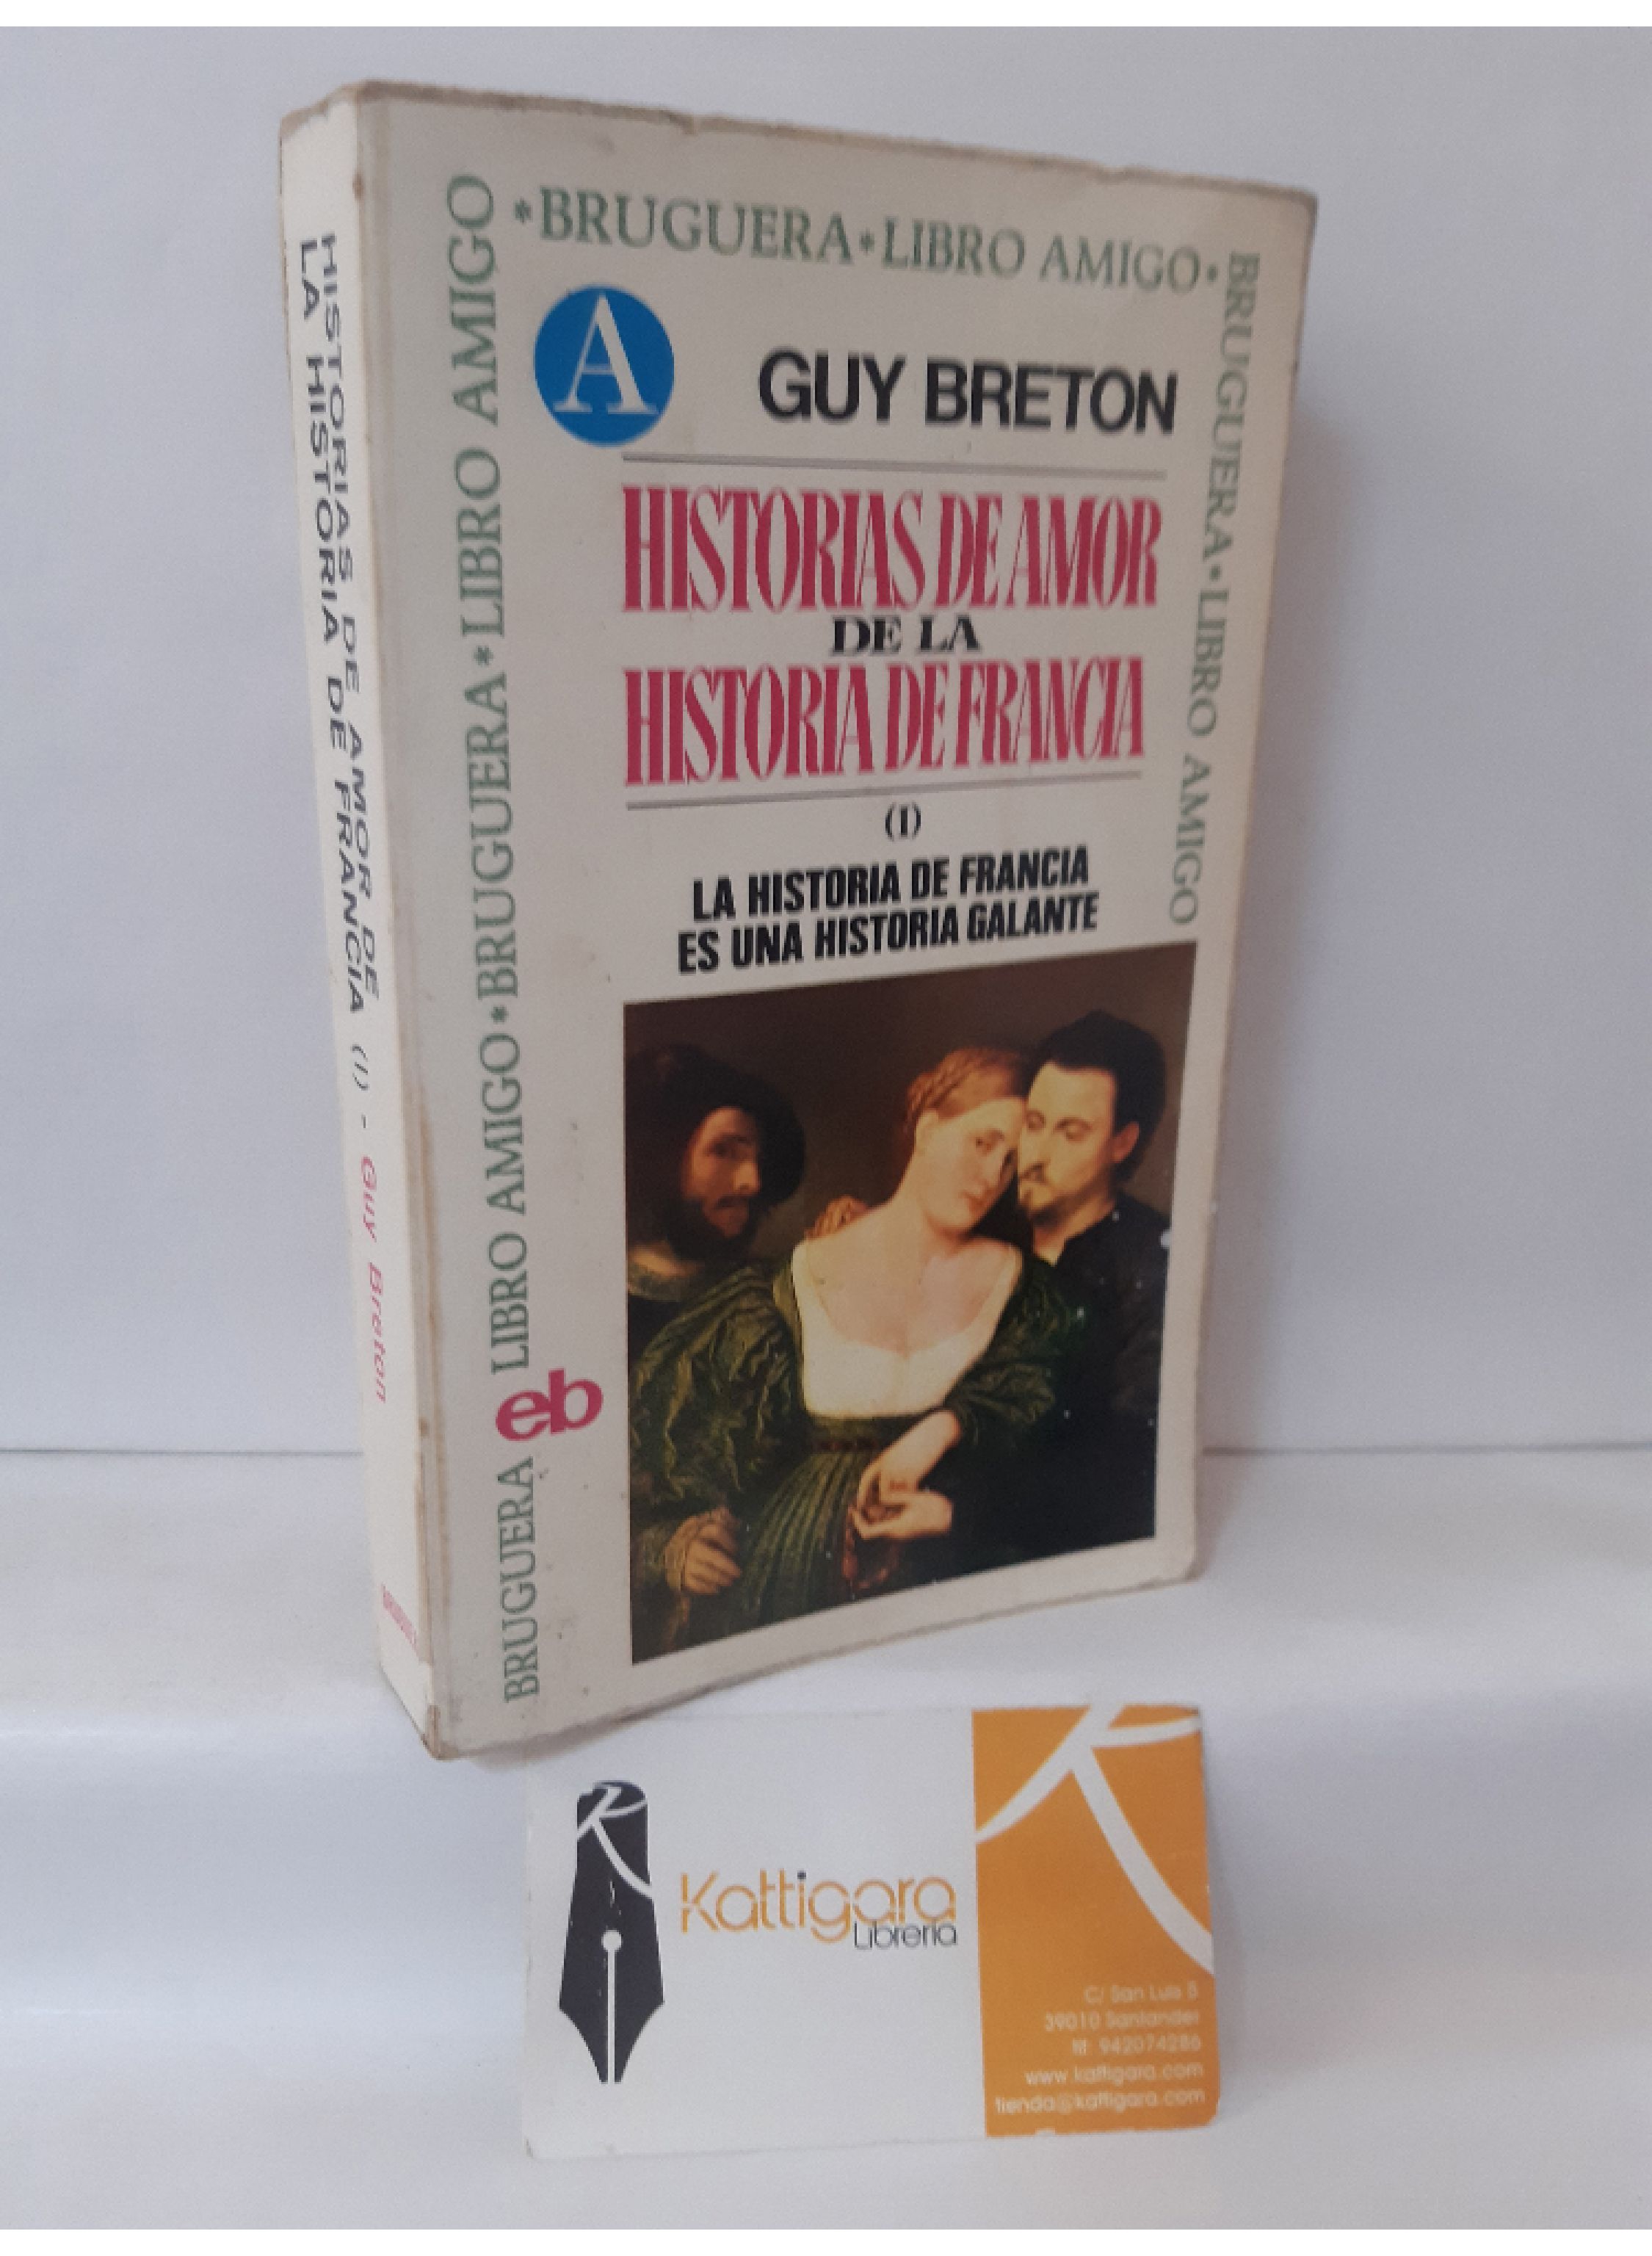 HISTORIAS DE AMOR DE
LA HISTORIA DE FRANCIA (I) - Guy Breton
BRUGUERA
LIBRO AMIGO * BRUGUERA * LIBRO AMIGO
* BRUGUERA * LIBRO AMIGO •
BRUGUERA • LIBRO AMIGO
eb
A
GUY BRETON
HISTORIAS DE AMOR
DE LA
HISTORIA DE FRANCIA
(I)
LA HISTORIA DE FRANCIA
ES UNA HISTORIA GALANTE
K
Kattigara
Librería
K
C/ San Luis 5
39010 Santander
tlf 942074286
www.kattigara.com
tienda@kattigara.com